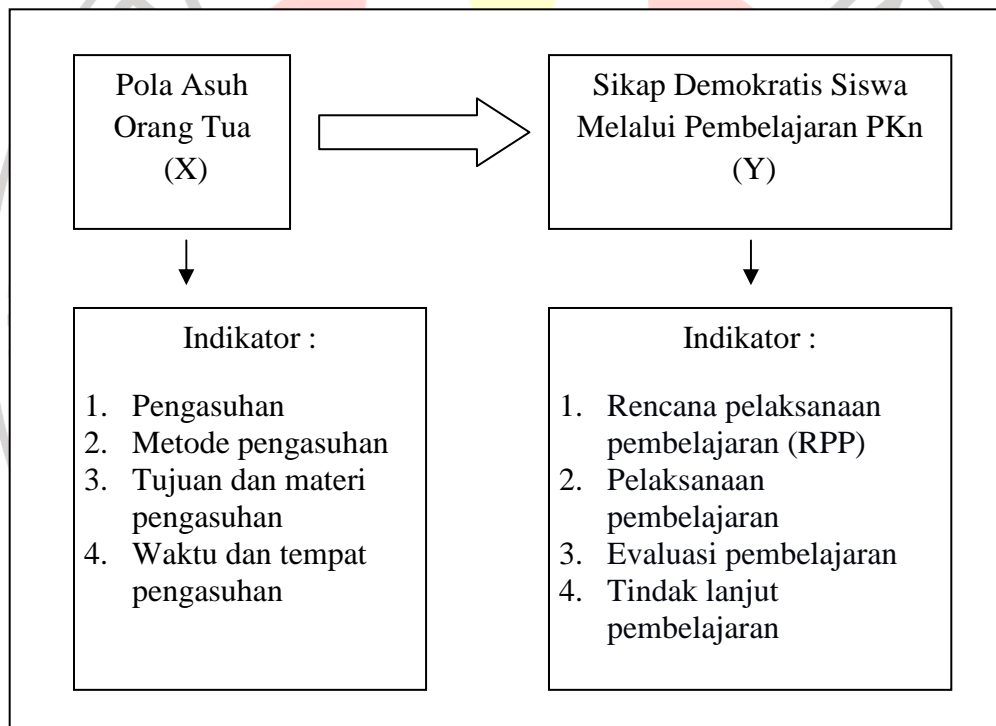 Pola Asuh
Orang Tua
(X)
Sikap Demokratis Siswa
Melalui Pembelajaran PKn
(Y)
Indikator :
1. Pengasuhan
2. Metode pengasuhan
3. Tujuan dan materi
pengasuhan
4. Waktu dan tempat
pengasuhan
Indikator :
1. Rencana pelaksanaan
pembelajaran (RPP)
2. Pelaksanaan
pembelajaran
3. Evaluasi pembelajaran
4. Tindak lanjut
pembelajaran